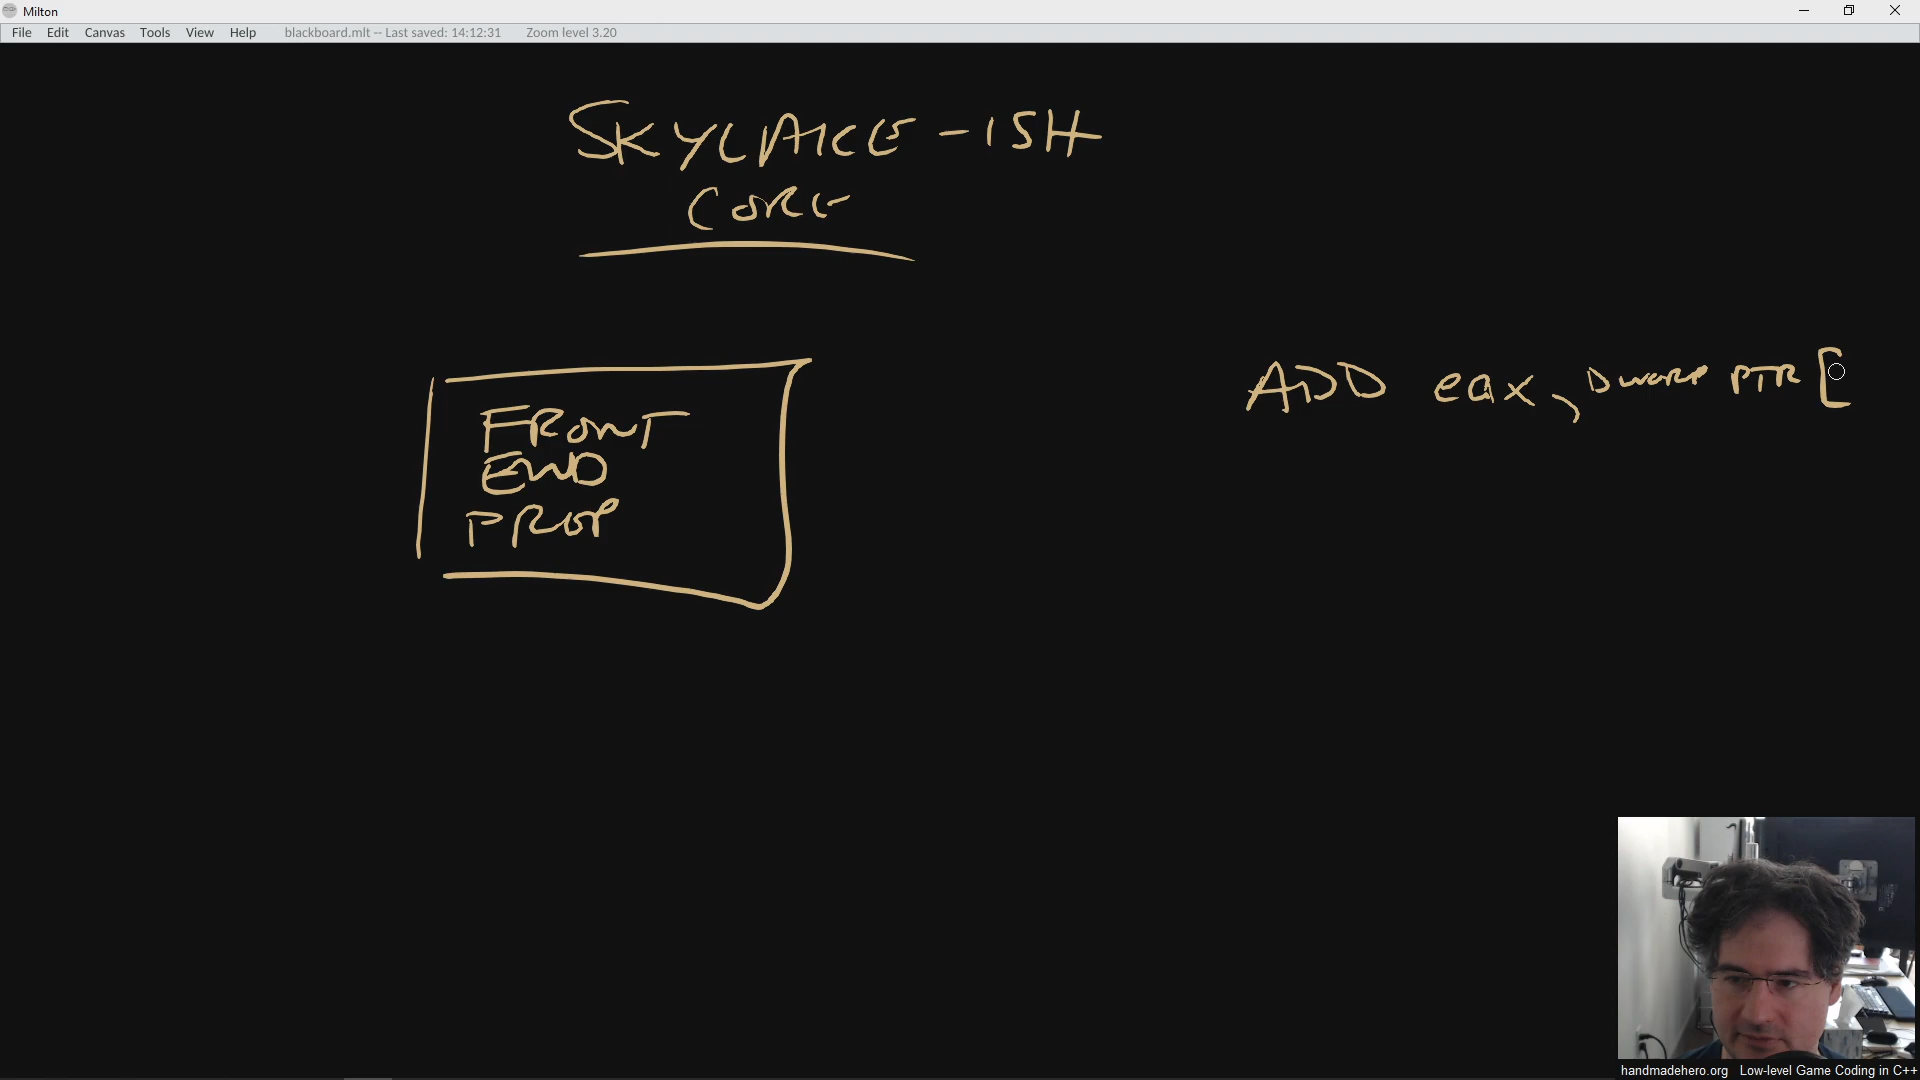 Milton
File Edit Canvas Tools View Help blackboard.mlt -- Last saved: 14:12:31 Zoom level 3.20
SKYLAKE-ISH
CORE
FRONT
END
PROP
ADD eax, DWORD PTR [
handmadehero.org Low-level Game Coding in C++